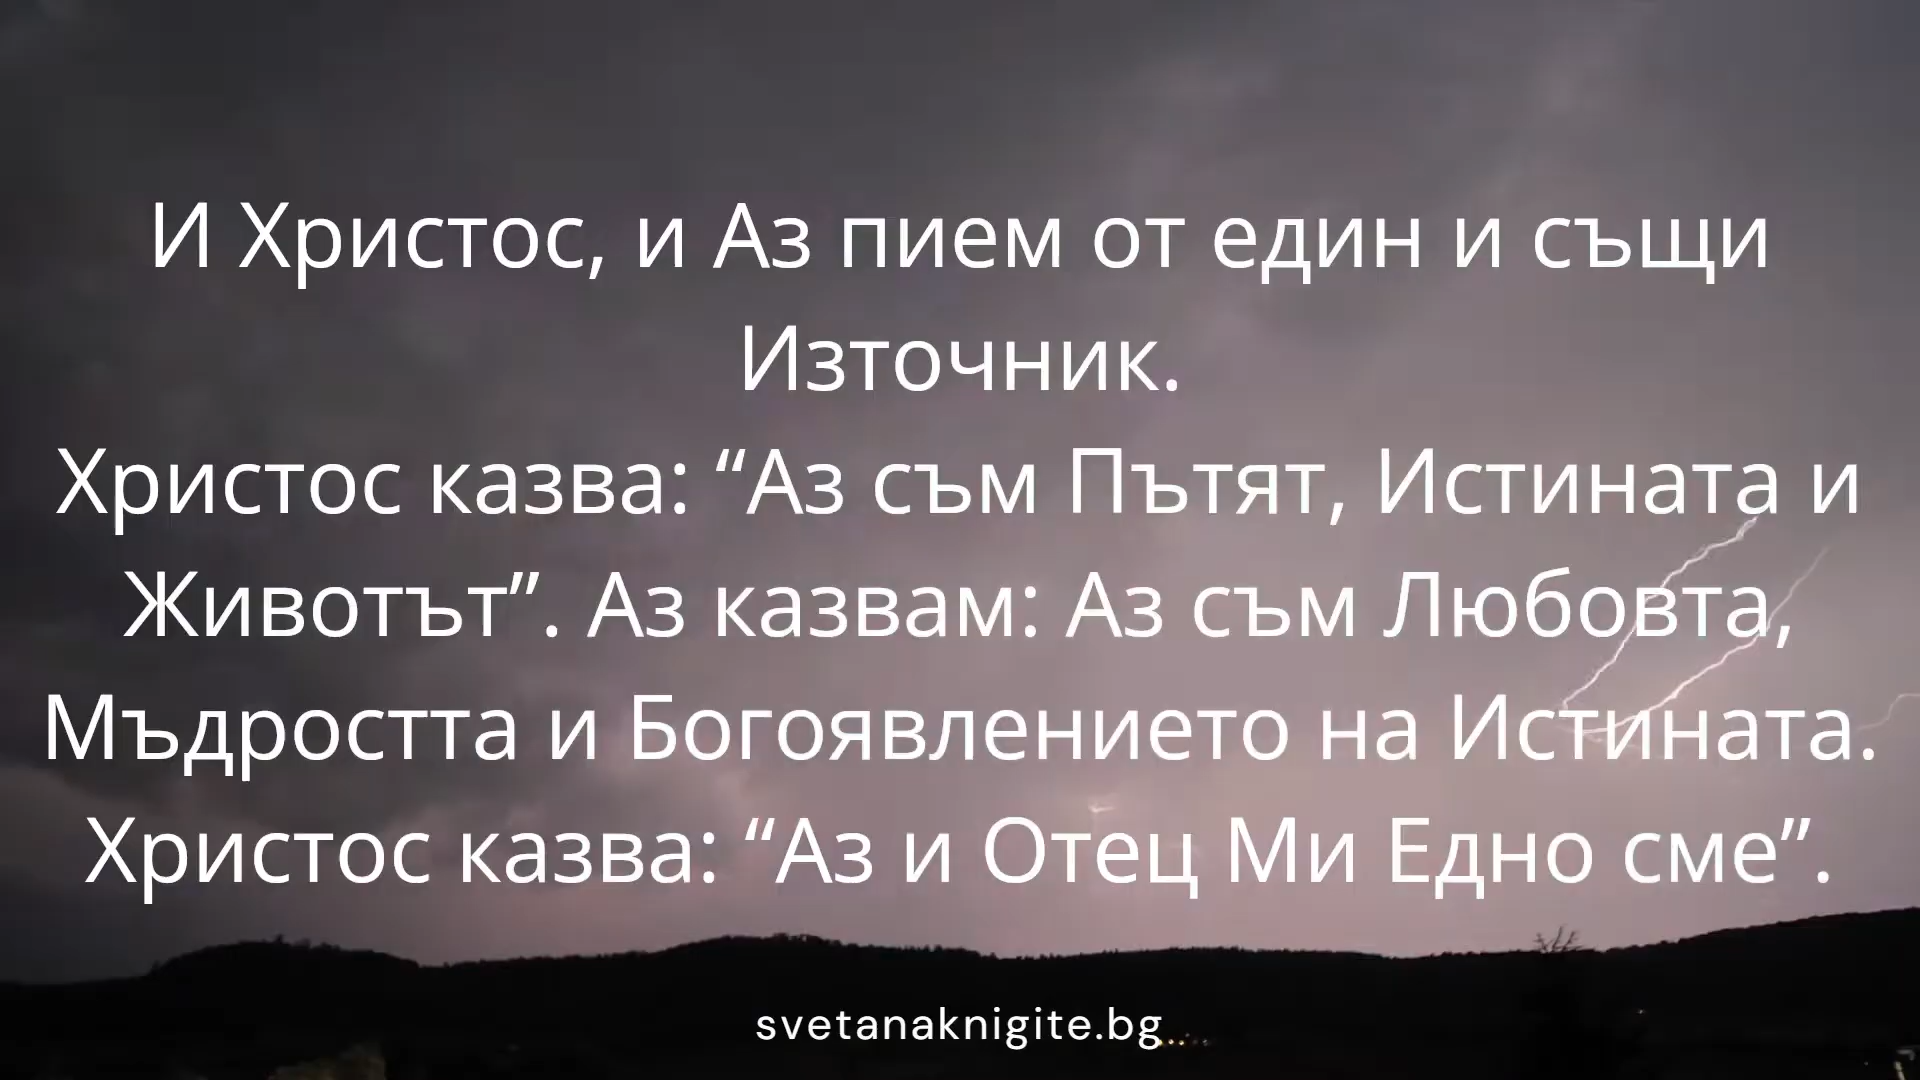 И Христос, и Аз пием от един и същи
Източник.
Христос казва: “Аз съм Пътят, Истината и
Животът”. Аз казвам: Аз съм Любовта,
Мъдростта и Богоявлението на Истината.
Христос казва: “Аз и Отец Ми Едно сме”.
svetanaknigite.bg